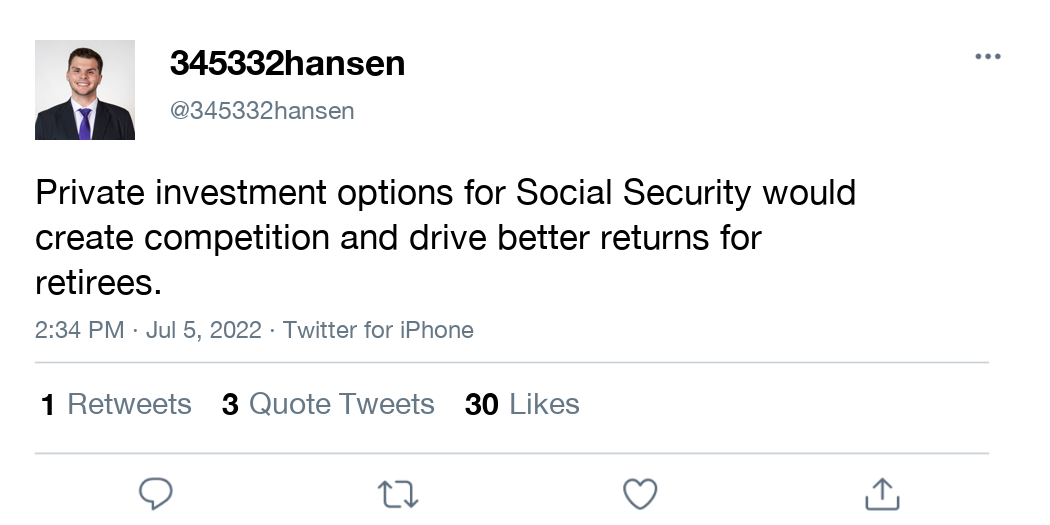 345332hansen
@345332hansen
Private investment options for Social Security would
create competition and drive better returns for
retirees.
2:34 PM · Jul 5, 2022 · Twitter for iPhone
1 Retweets 3 Quote Tweets 30 Likes